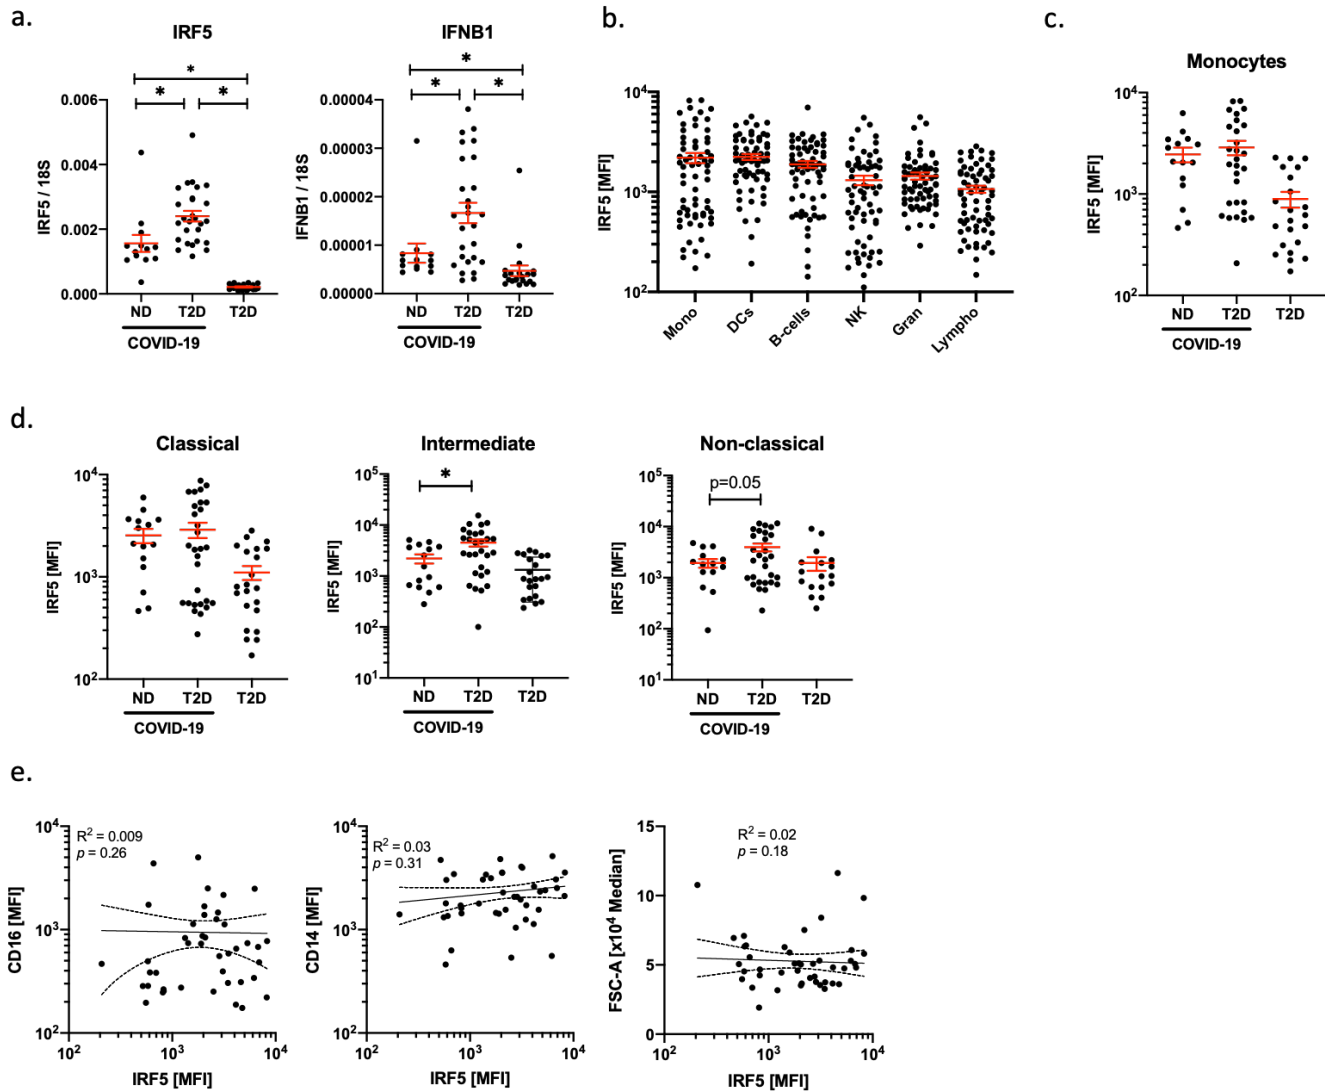 a.
IRF5
*
*
*
IRF5 / 18S
0.006
0.004
0.002
0.000
ND
T2D
T2D
COVID-19
IFNB1
*
*
*
IFNB1 / 18S
0.00004
0.00003
0.00002
0.00001
0.00000
ND
T2D
T2D
COVID-19
b.
IRF5 [MFI]
10⁴
10³
10²
Mono
DCs
B-cells
NK
Gran
Lympho
c.
Monocytes
IRF5 [MFI]
10⁴
10³
10²
ND
T2D
T2D
COVID-19
d.
Classical
IRF5 [MFI]
10⁴
10³
10²
ND
T2D
T2D
COVID-19
Intermediate
*
IRF5 [MFI]
10⁵
10⁴
10³
10²
10¹
ND
T2D
T2D
COVID-19
Non-classical
p=0.05
IRF5 [MFI]
10⁵
10⁴
10³
10²
10¹
ND
T2D
T2D
COVID-19
e.
R² = 0.009
p = 0.26
CD16 [MFI]
10⁴
10³
10²
10²
10³
10⁴
IRF5 [MFI]
R² = 0.03
p = 0.31
CD14 [MFI]
10⁴
10³
10²
10²
10³
10⁴
IRF5 [MFI]
R² = 0.02
p = 0.18
FSC-A [x10⁴ Median]
15
10
5
0
10²
10³
10⁴
IRF5 [MFI]